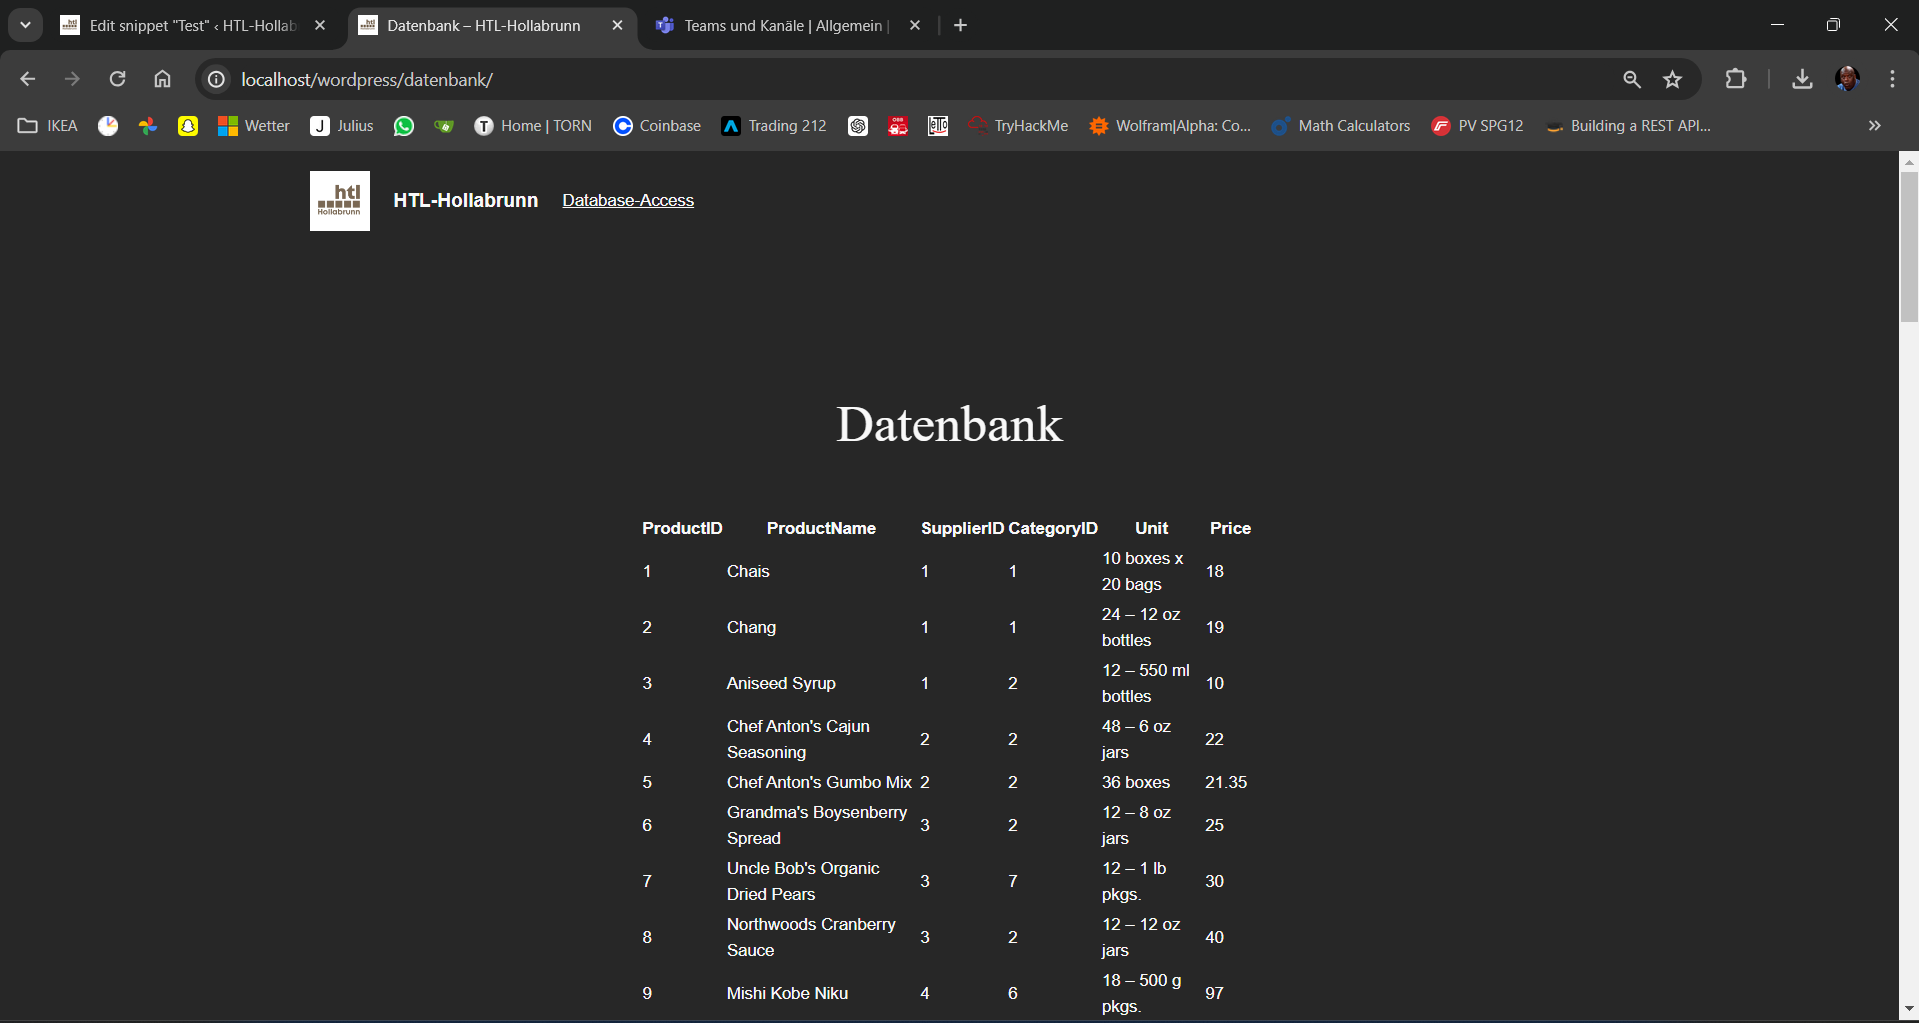 Edit snippet "Test" ‹ HTL-Hollab
Datenbank – HTL-Hollabrunn
Teams und Kanäle | Allgemein |
localhost/wordpress/datenbank/
IKEA
Wetter
J Julius
T Home | TORN
Coinbase
Trading 212
TryHackMe
Wolfram|Alpha: Co...
Math Calculators
PV SPG12
Building a REST API...
htl
Hollabrunn
HTL-Hollabrunn Database-Access
Datenbank
ProductID ProductName SupplierID CategoryID Unit Price
1 Chais 1 1 10 boxes x 20 bags 18
2 Chang 1 1 24 – 12 oz bottles 19
3 Aniseed Syrup 1 2 12 – 550 ml bottles 10
4 Chef Anton's Cajun Seasoning 2 2 48 – 6 oz jars 22
5 Chef Anton's Gumbo Mix 2 2 36 boxes 21.35
6 Grandma's Boysenberry Spread 3 2 12 – 8 oz jars 25
7 Uncle Bob's Organic Dried Pears 3 7 12 – 1 lb pkgs. 30
8 Northwoods Cranberry Sauce 3 2 12 – 12 oz jars 40
9 Mishi Kobe Niku 4 6 18 – 500 g pkgs. 97